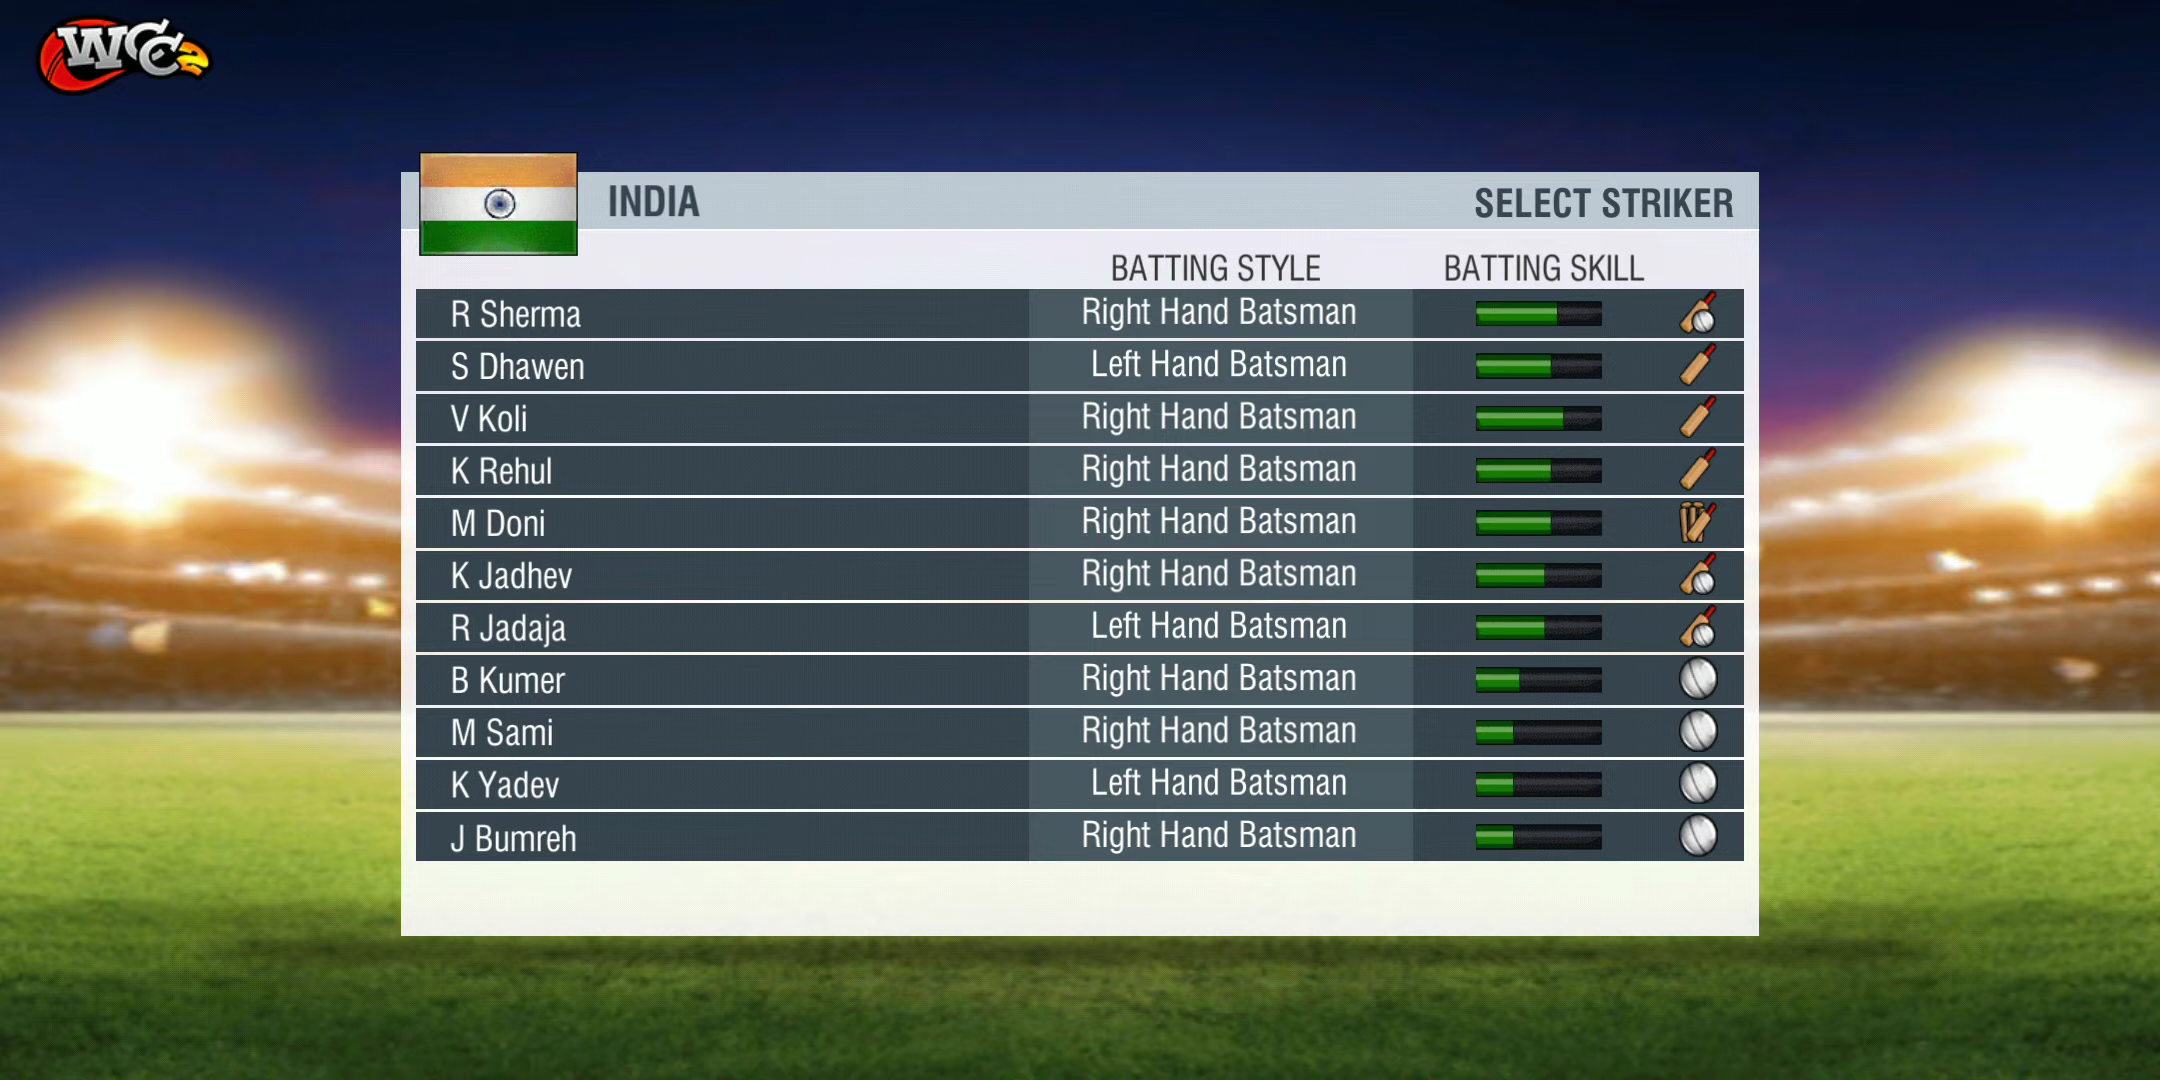 WCC2
INDIA SELECT STRIKER
BATTING STYLE BATTING SKILL
R Sherma Right Hand Batsman
S Dhawen Left Hand Batsman
V Koli Right Hand Batsman
K Rehul Right Hand Batsman
M Doni Right Hand Batsman
K Jadhev Right Hand Batsman
R Jadaja Left Hand Batsman
B Kumer Right Hand Batsman
M Sami Right Hand Batsman
K Yadev Left Hand Batsman
J Bumreh Right Hand Batsman